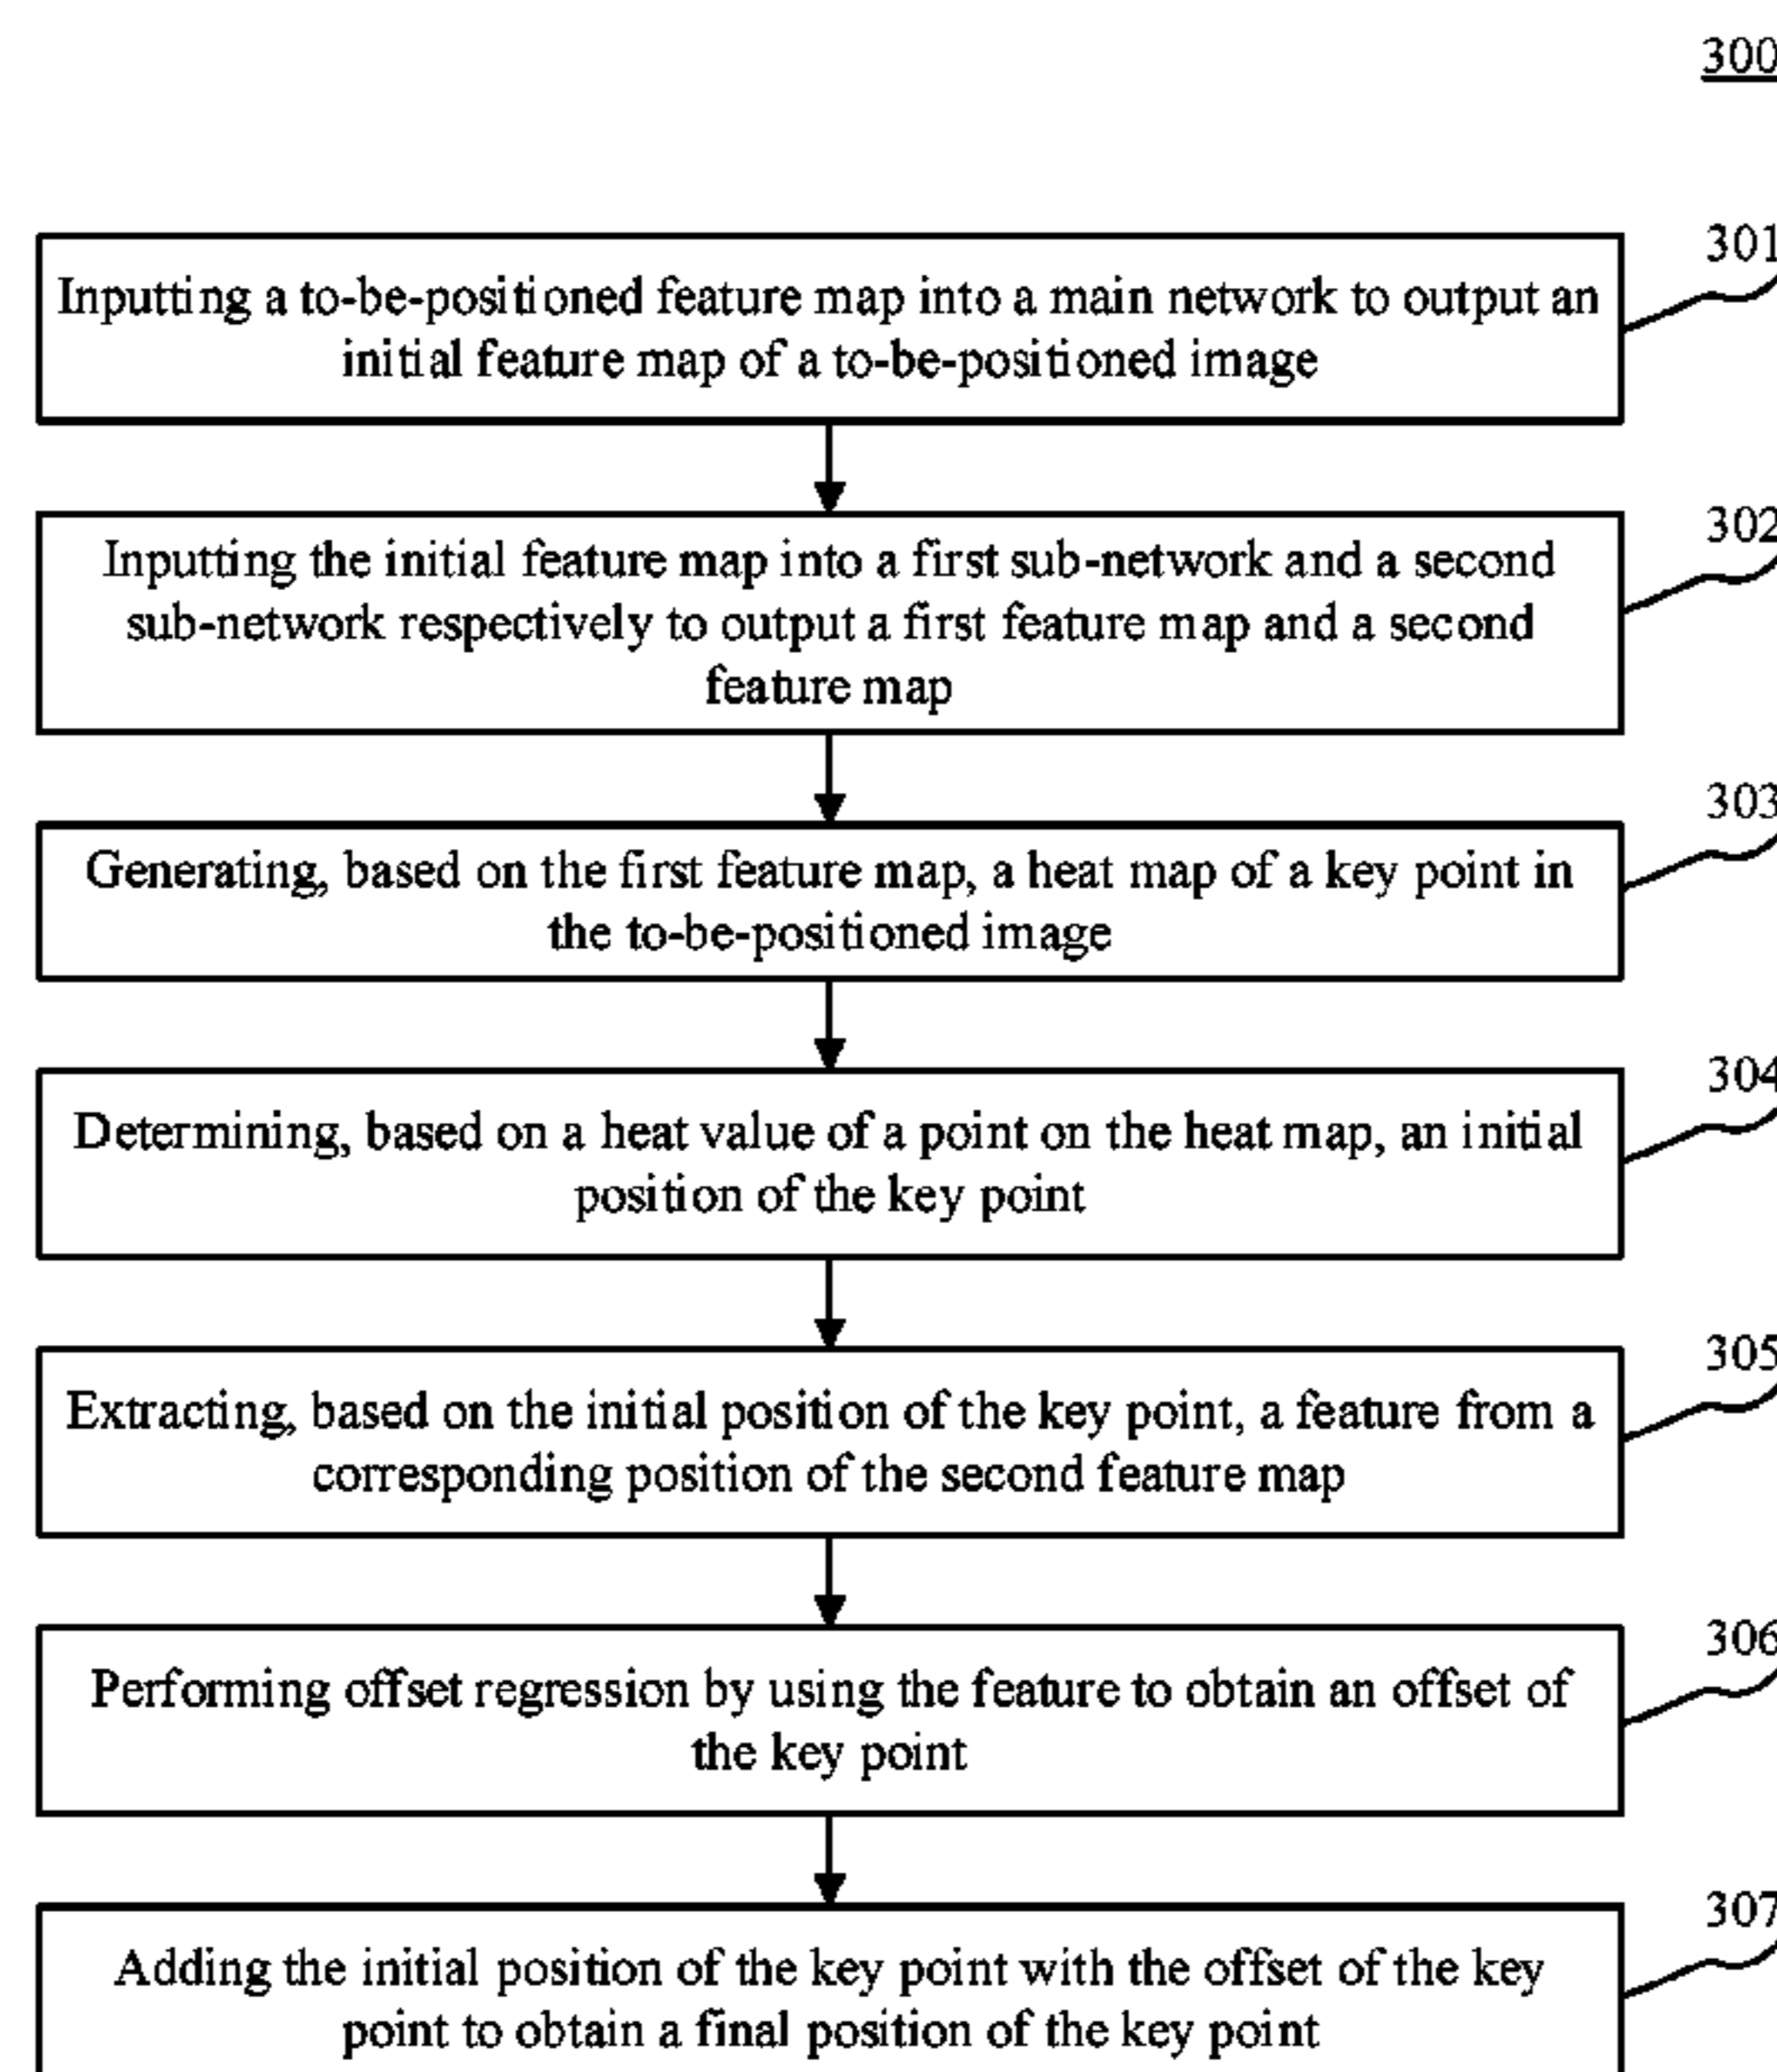 300
301
Inputting a to-be-positioned feature map into a main network to output an
initial feature map of a to-be-positioned image
302
Inputting the initial feature map into a first sub-network and a second
sub-network respectively to output a first feature map and a second
feature map
303
Generating, based on the first feature map, a heat map of a key point in
the to-be-positioned image
304
Determining, based on a heat value of a point on the heat map, an initial
position of the key point
305
Extracting, based on the initial position of the key point, a feature from a
corresponding position of the second feature map
306
Performing offset regression by using the feature to obtain an offset of
the key point
307
Adding the initial position of the key point with the offset of the key
point to obtain a final position of the key point